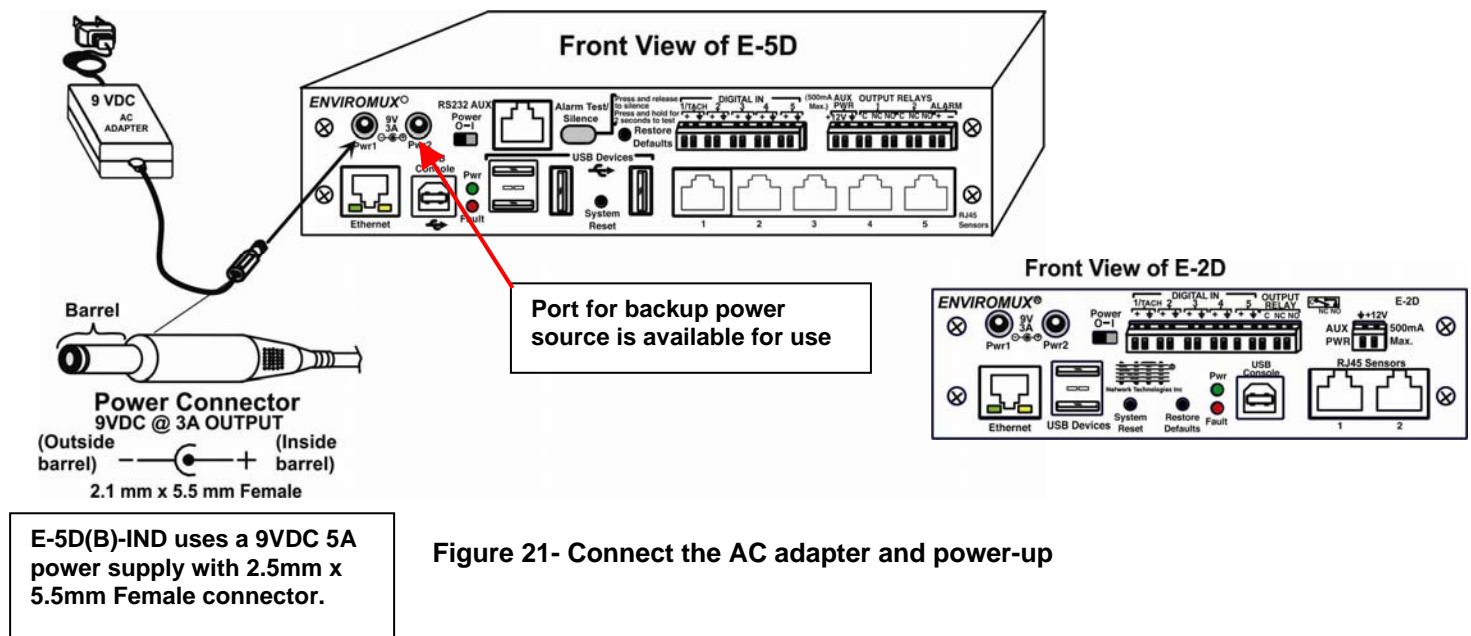 Front View of E-5D
9 VDC
AC
ADAPTER
ENVIROMUX
9V
3A
Pwr1
Pwr2
RS232 AUX
Power
O–I
Alarm Test/
Silence
Press and release
to silence
Press and hold for
2 seconds to test
Restore
Defaults
DIGITAL IN
1/TACH 2 3 4 5
+ + + + +
(500mA AUX
Max.) PWR
+12V
OUTPUT RELAYS
1 2 ALARM
C NC NO C NC NO + −
Ethernet
Console
Pwr
Fault
USB Devices
System
Reset
1 2 3 4 5
RJ45
Sensors
Port for backup power
source is available for use
Barrel
Power Connector
9VDC @ 3A OUTPUT
(Outside
barrel)
− +
(Inside
barrel)
2.1 mm x 5.5 mm Female
Front View of E-2D
ENVIROMUX®
9V
3A
Pwr1
Pwr2
Power
O–I
DIGITAL IN
1/TACH 2 3 4 5
+ + + + +
OUTPUT
RELAY
C NC NO
NC NO
E-2D
+12V
AUX
PWR
500mA
Max.
Ethernet
USB Devices
Network Technologies Inc
System
Reset
Restore
Defaults
Pwr
Fault
USB
Console
RJ45 Sensors
1 2
E-5D(B)-IND uses a 9VDC 5A
power supply with 2.5mm x
5.5mm Female connector.
Figure 21- Connect the AC adapter and power-up